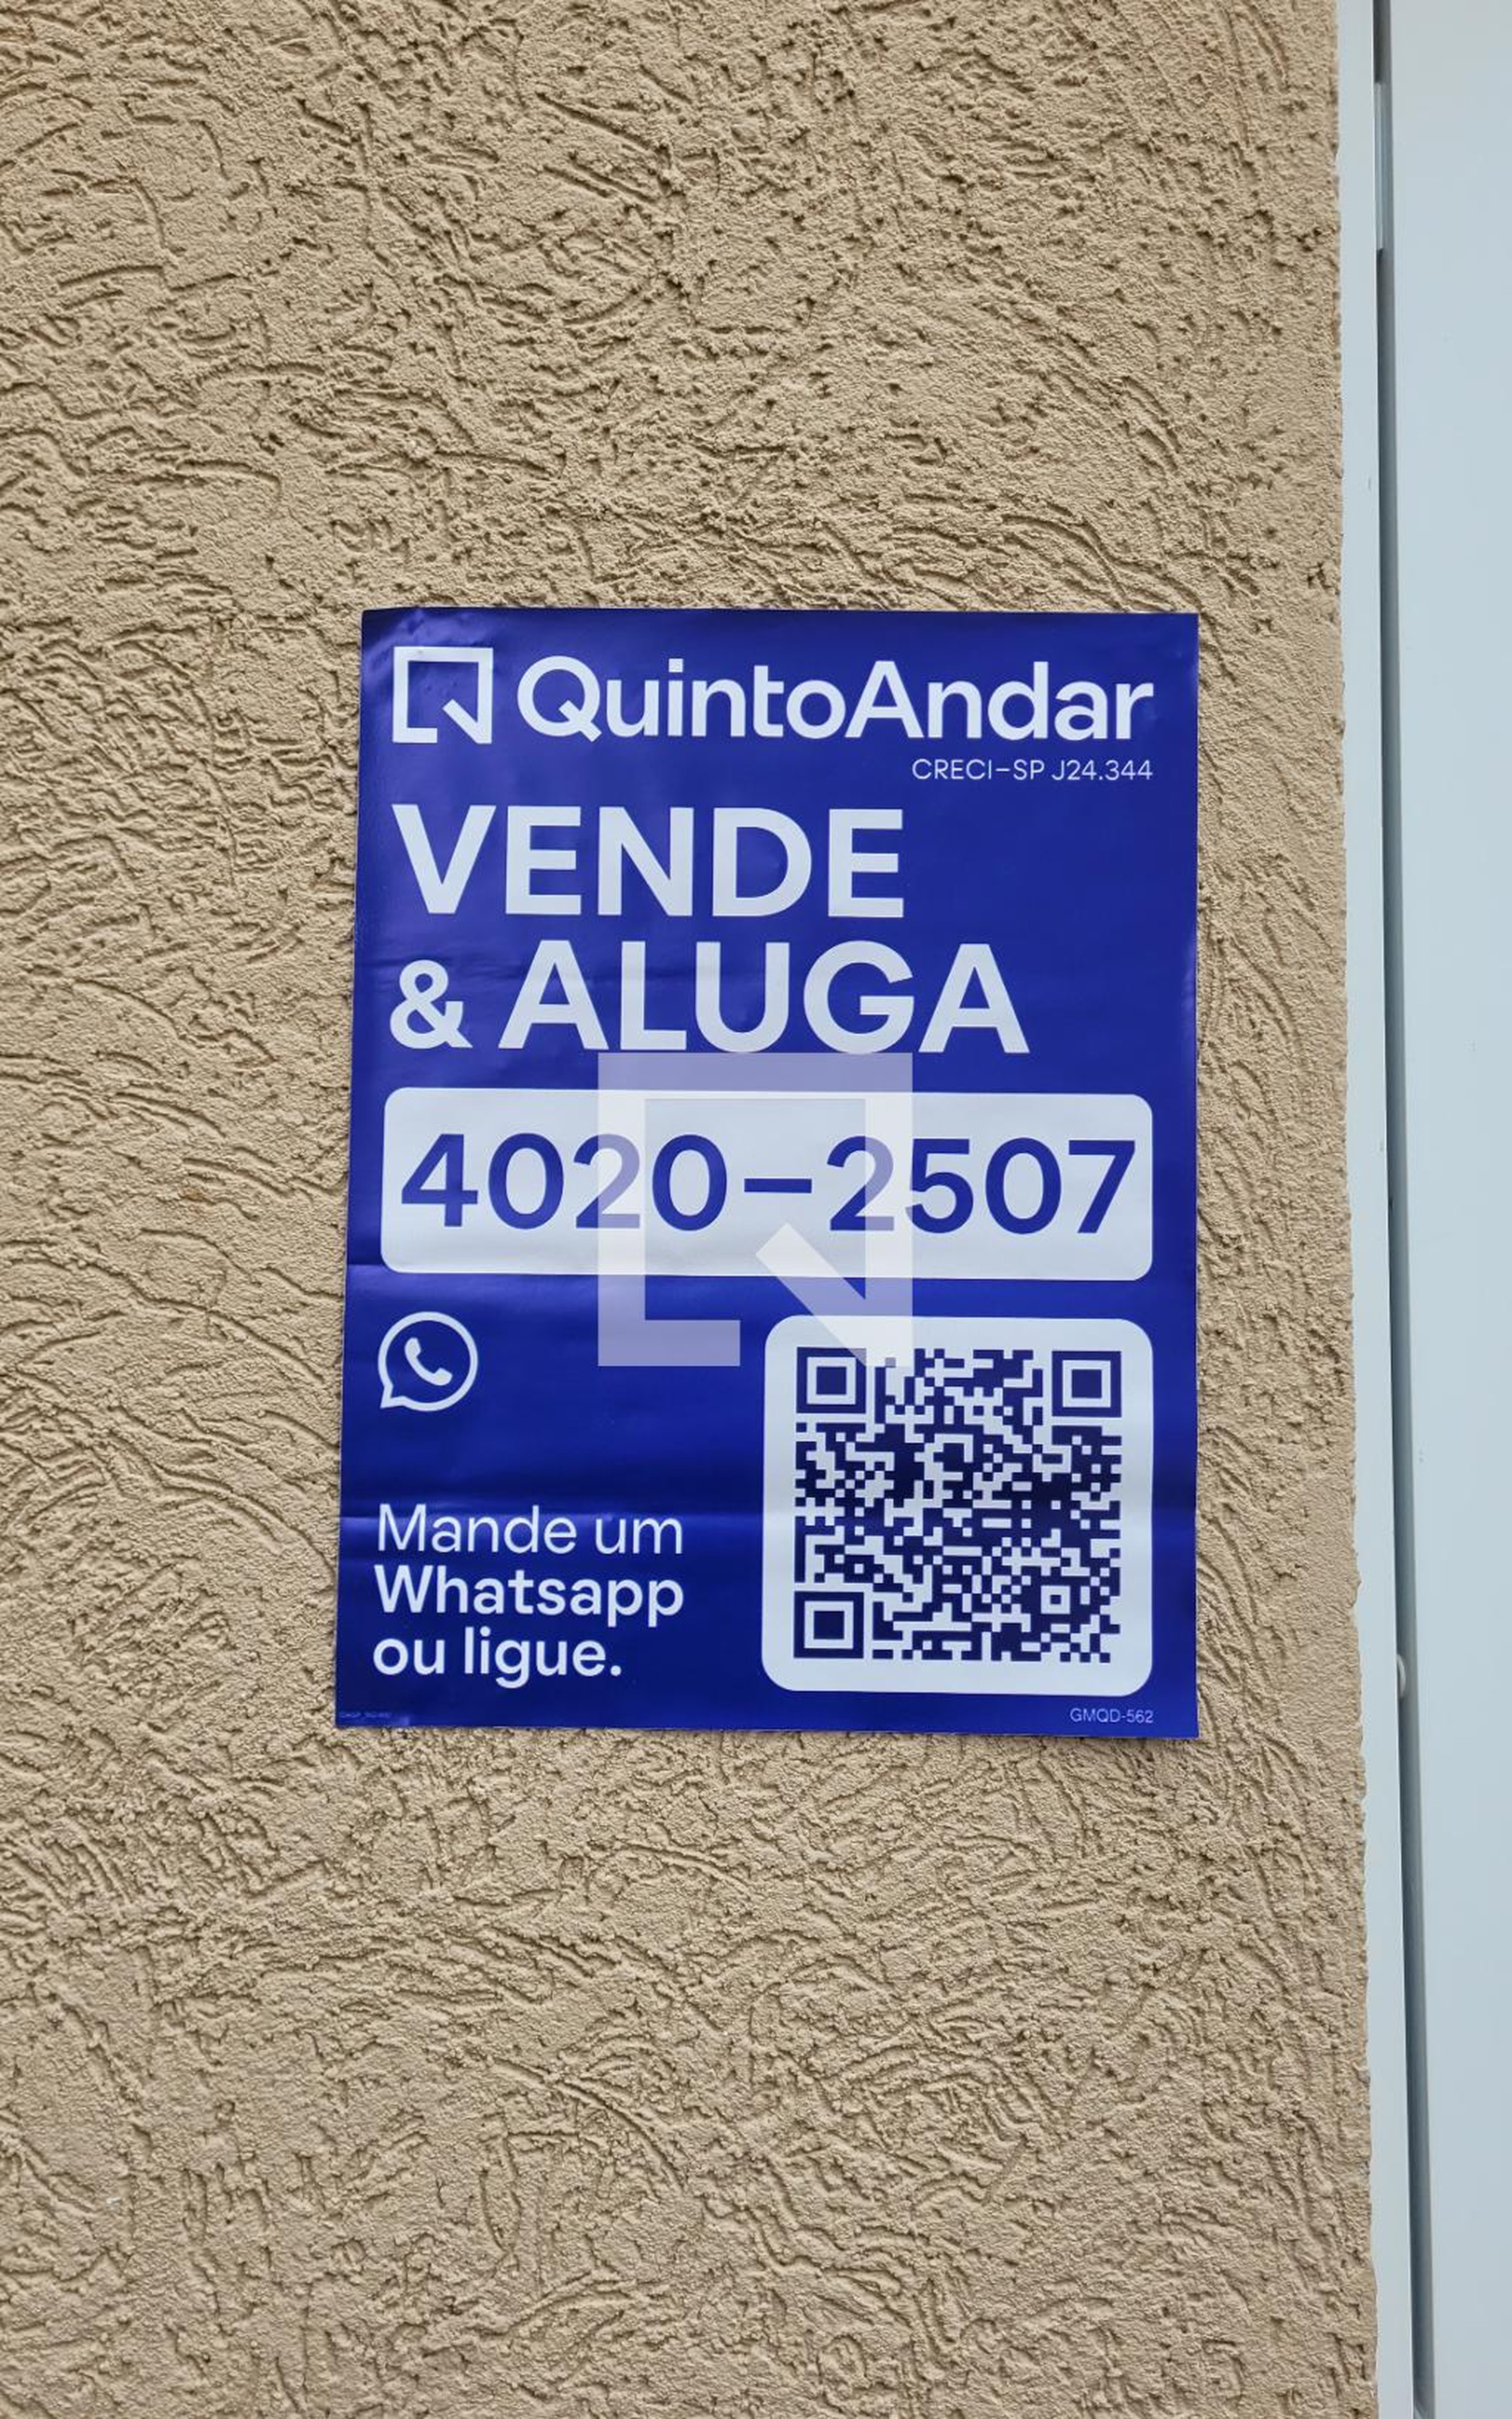 QuintoAndar
CRECI-SP J24.344
VENDE
& ALUGA
4020-2507
Mande um
Whatsapp
ou ligue.
GMQD-562